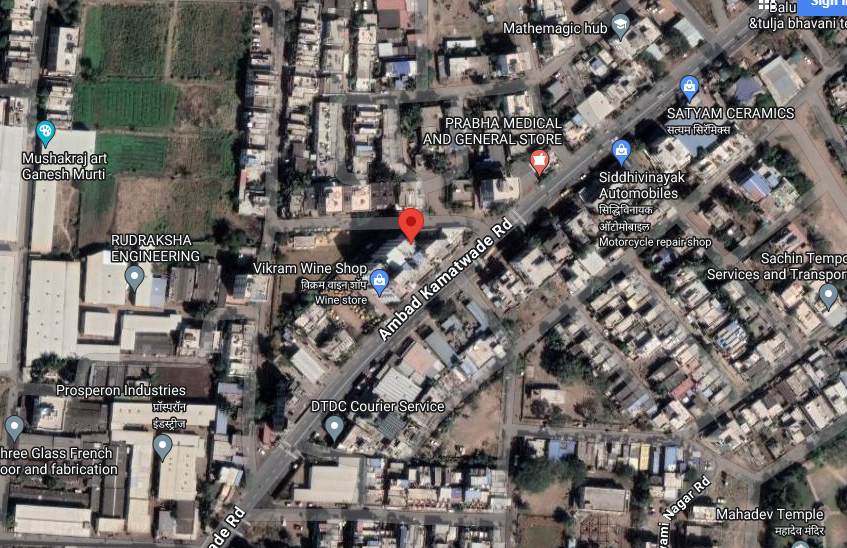 Sign i
Balu
&tulja bhavani te
Mathemagic hub
SATYAM CERAMICS
सत्यम सिरॅमिक्स
PRABHA MEDICAL
AND GENERAL STORE
Mushakraj art
Ganesh Murti
Siddhivinayak
Automobiles
सिद्धिविनायक
ऑटोमोबाइल
Motorcycle repair shop
RUDRAKSHA
ENGINEERING
Sachin Tempo
Services and Transpor
Vikram Wine Shop
विक्रम वाइन शॉप
Wine store
Ambad Kamatwade Rd
Prosperon Industries
प्रॉस्परॉन
इंडस्ट्रीज
DTDC Courier Service
hree Glass French
oor and fabrication
ami Nagar Rd
Mahadev Temple
महादेव मंदिर
wade Rd